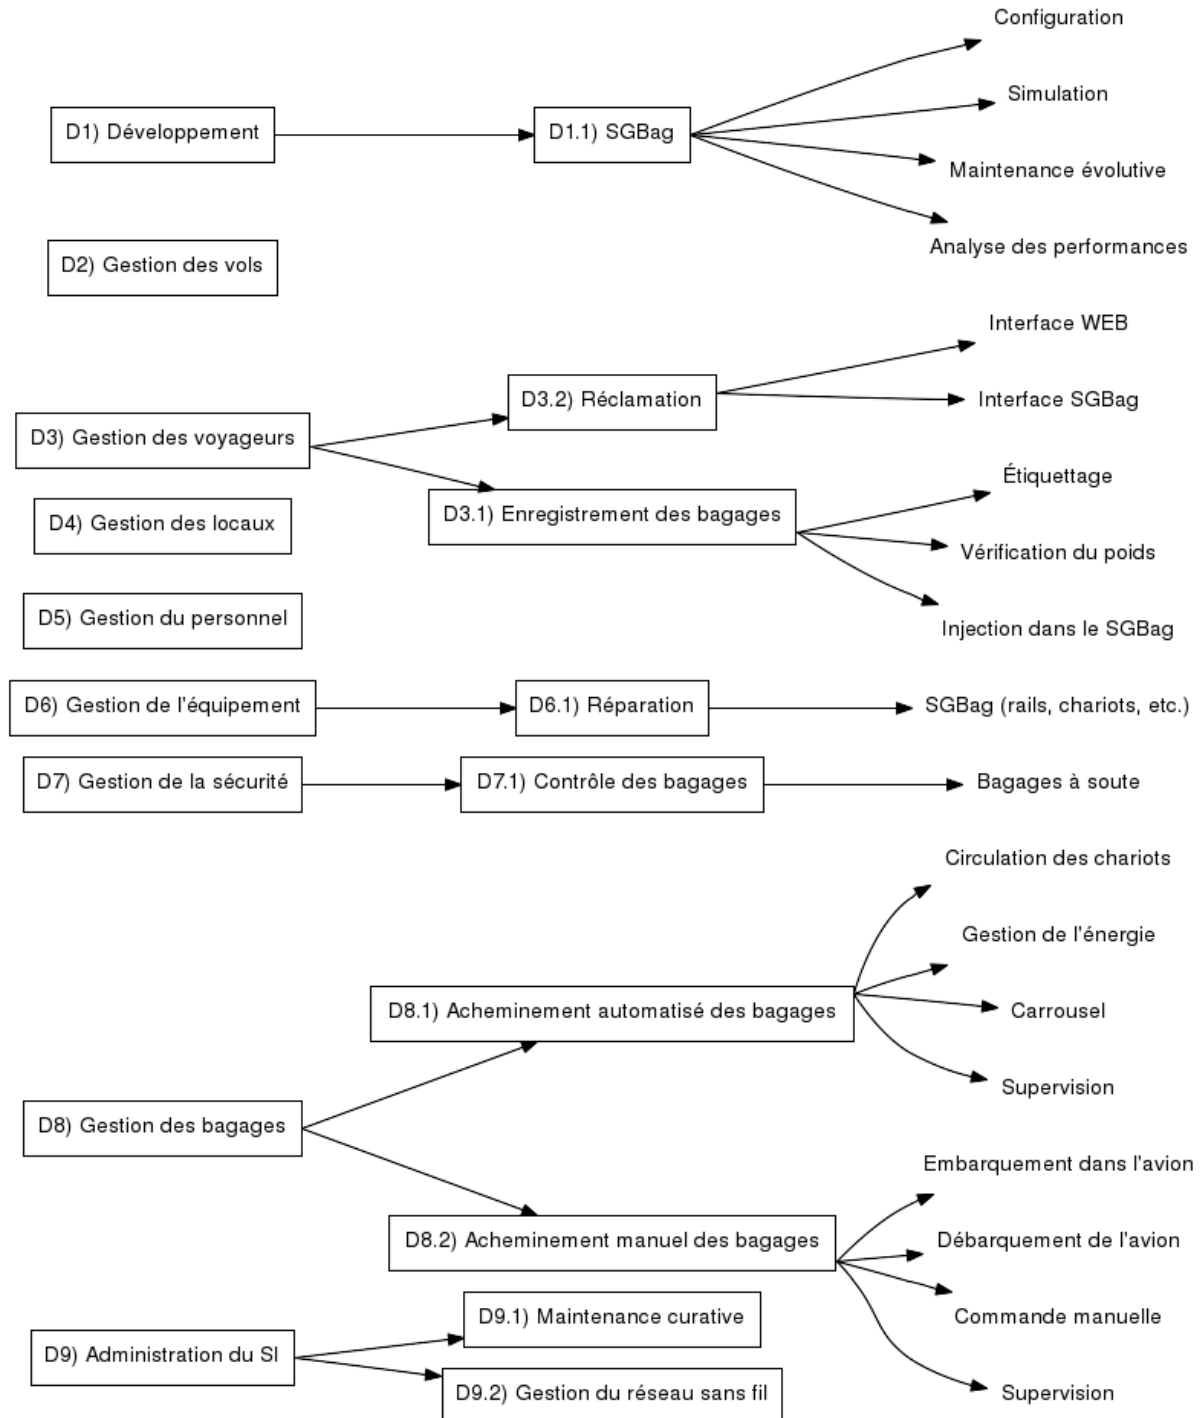 Configuration
Simulation
D1) Développement
D1.1) SGBag
Maintenance évolutive
Analyse des performances
D2) Gestion des vols
Interface WEB
D3.2) Réclamation
Interface SGBag
D3) Gestion des voyageurs
Étiquettage
D3.1) Enregistrement des bagages
D4) Gestion des locaux
Vérification du poids
D5) Gestion du personnel
Injection dans le SGBag
D6) Gestion de l'équipement
D6.1) Réparation
SGBag (rails, chariots, etc.)
D7) Gestion de la sécurité
D7.1) Contrôle des bagages
Bagages à soute
Circulation des chariots
Gestion de l'énergie
D8.1) Acheminement automatisé des bagages
Carrousel
Supervision
D8) Gestion des bagages
Embarquement dans l'avion
D8.2) Acheminement manuel des bagages
Débarquement de l'avion
D9.1) Maintenance curative
Commande manuelle
D9) Administration du SI
D9.2) Gestion du réseau sans fil
Supervision